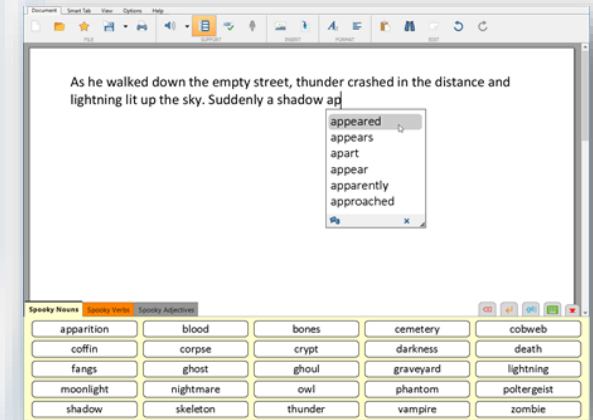 Document Smart Tab View Options Help
FILE SUPPORT INSERT FORMAT EDIT
As he walked down the empty street, thunder crashed in the distance and
lightning lit up the sky. Suddenly a shadow ap
appeared
appears
apart
appear
apparently
approached
Spooky Nouns Spooky Verbs Spooky Adjectives
apparition blood bones cemetery cobweb
coffin corpse crypt darkness death
fangs ghost ghoul graveyard lightning
moonlight nightmare owl phantom poltergeist
shadow skeleton thunder vampire zombie